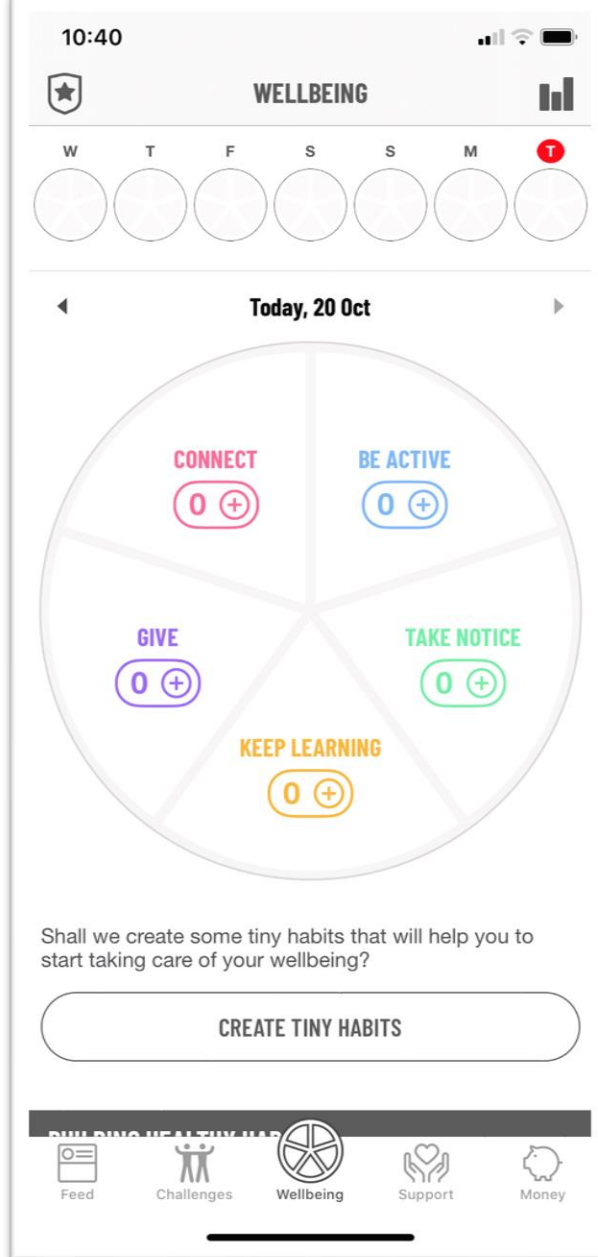 10:40
WELLBEING
W T F S S M T
Today, 20 Oct
CONNECT
BE ACTIVE
0 +
0 +
GIVE
TAKE NOTICE
0 +
0 +
KEEP LEARNING
0 +
Shall we create some tiny habits that will help you to
start taking care of your wellbeing?
CREATE TINY HABITS
BUILDING HEALTHY
Feed Challenges Wellbeing Support Money